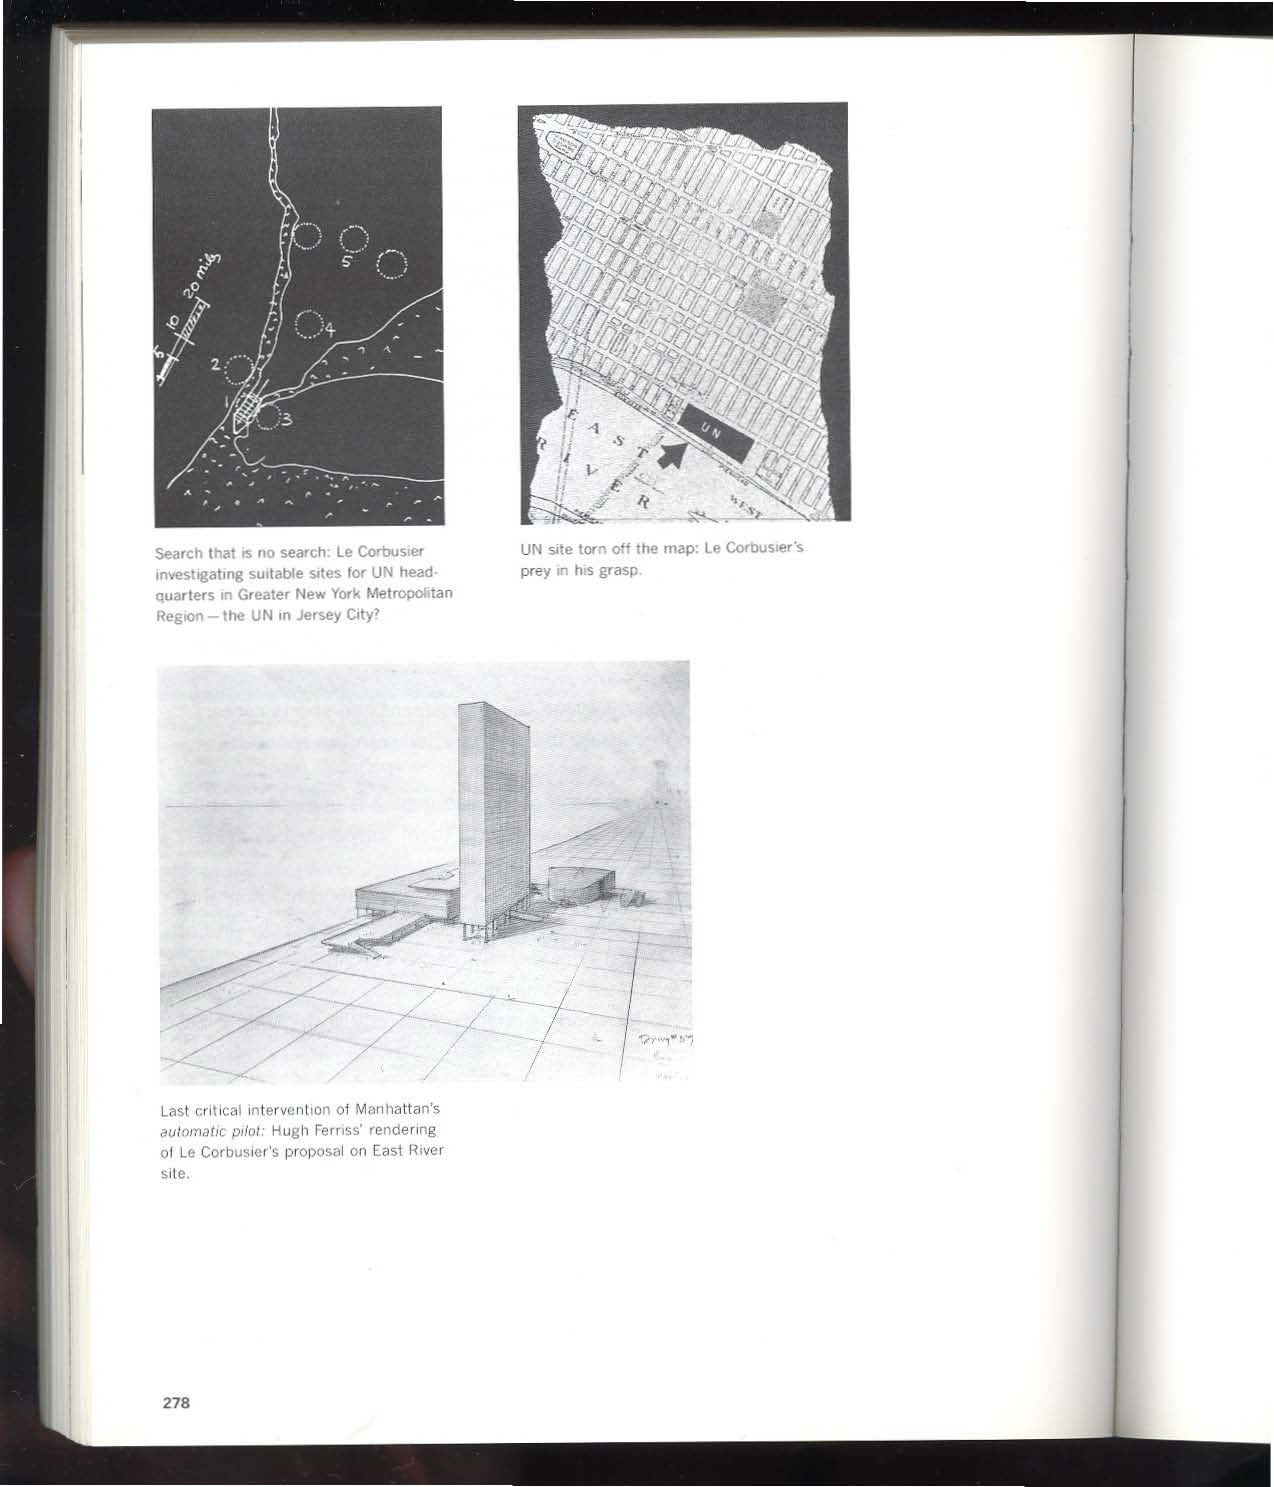 20 miles
10
5
5
4
2
1
3
EAST
RIVER
UN
WEST
Search that is no search: Le Corbusier
investigating suitable sites for UN head-
quarters in Greater New York Metropolitan
Region — the UN in Jersey City?
UN site torn off the map: Le Corbusier's
prey in his grasp.
Last critical intervention of Manhattan's
automatic pilot: Hugh Ferriss' rendering
of Le Corbusier's proposal on East River
site.
278